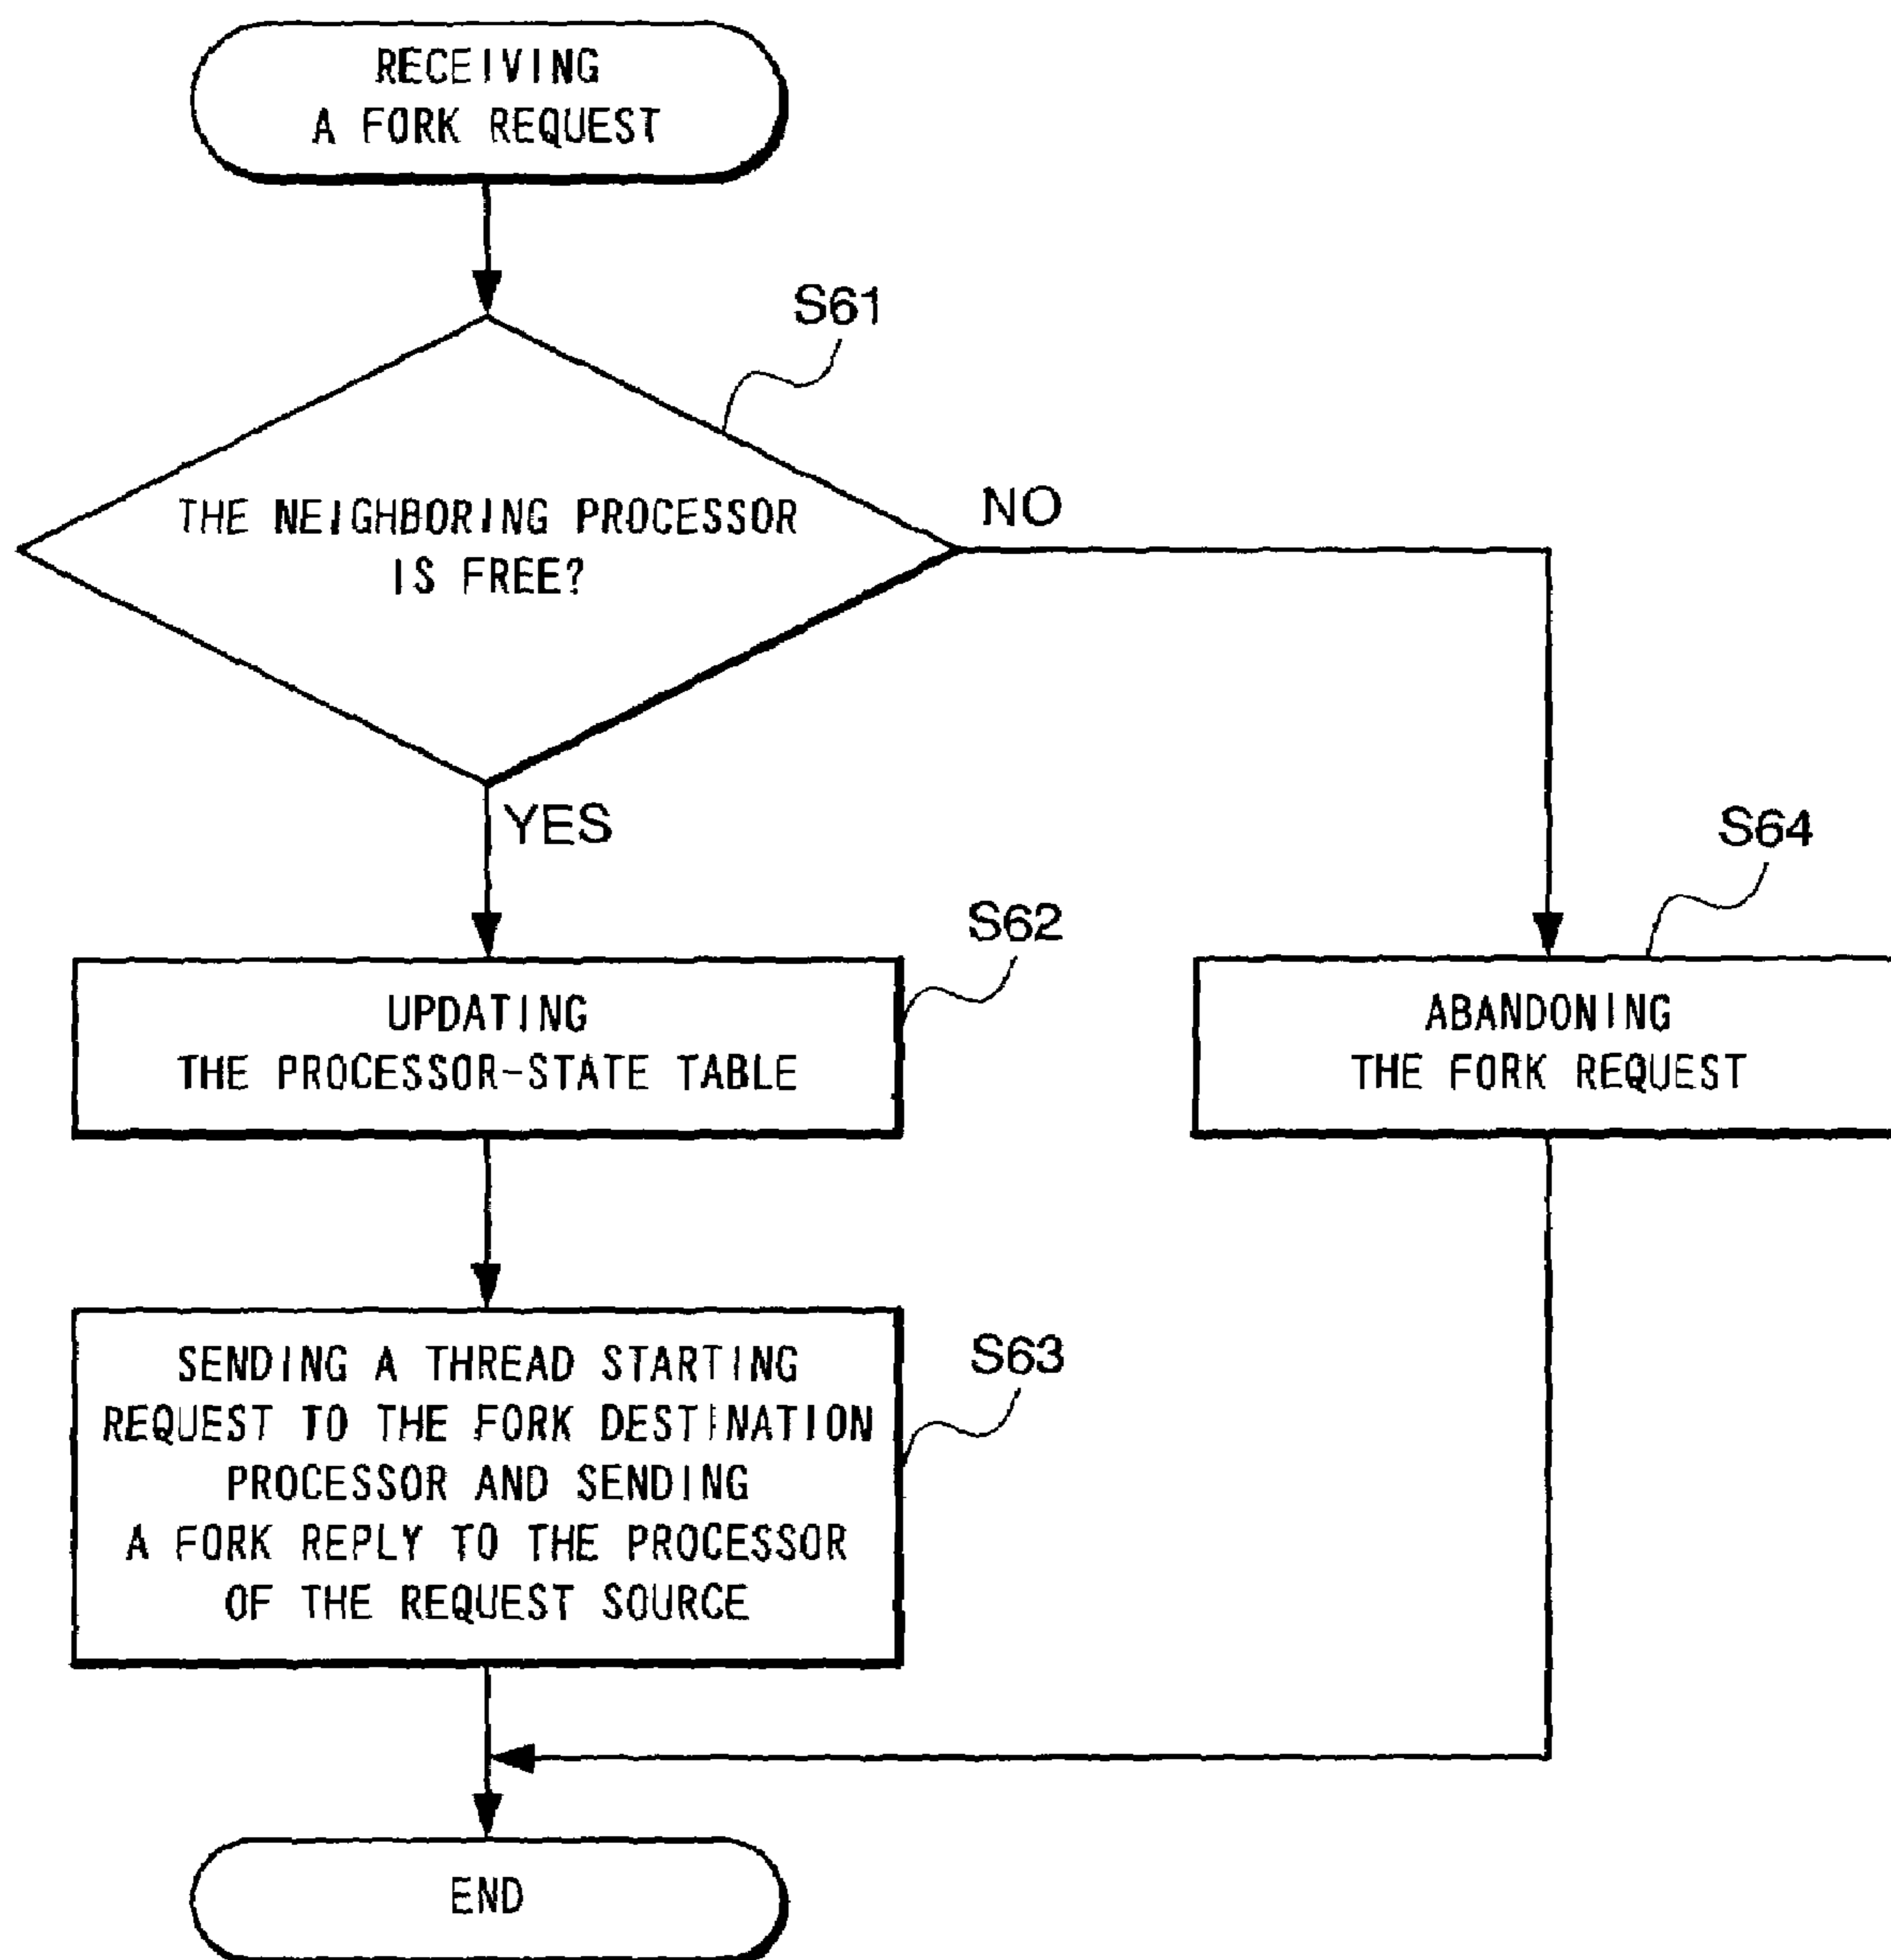 RECEIVING
A FORK REQUEST
S61
THE NEIGHBORING PROCESSOR
IS FREE?
NO
YES
S62
UPDATING
THE PROCESSOR-STATE TABLE
S64
ABANDONING
THE FORK REQUEST
S63
SENDING A THREAD STARTING
REQUEST TO THE FORK DESTINATION
PROCESSOR AND SENDING
A FORK REPLY TO THE PROCESSOR
OF THE REQUEST SOURCE
END